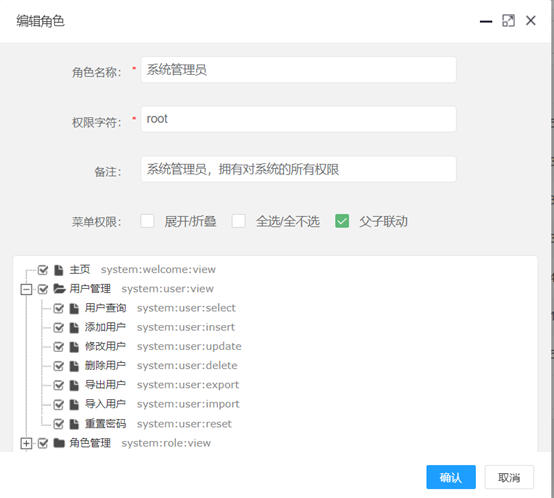 编辑角色
角色名称： * 系统管理员
权限字符： * root
备注： 系统管理员，拥有对系统的所有权限
菜单权限： 展开/折叠 全选/全不选 父子联动
主页 system:welcome:view
用户管理 system:user:view
用户查询 system:user:select
添加用户 system:user:insert
修改用户 system:user:update
删除用户 system:user:delete
导出用户 system:user:export
导入用户 system:user:import
重置密码 system:user:reset
角色管理 system:role:view
确认 取消